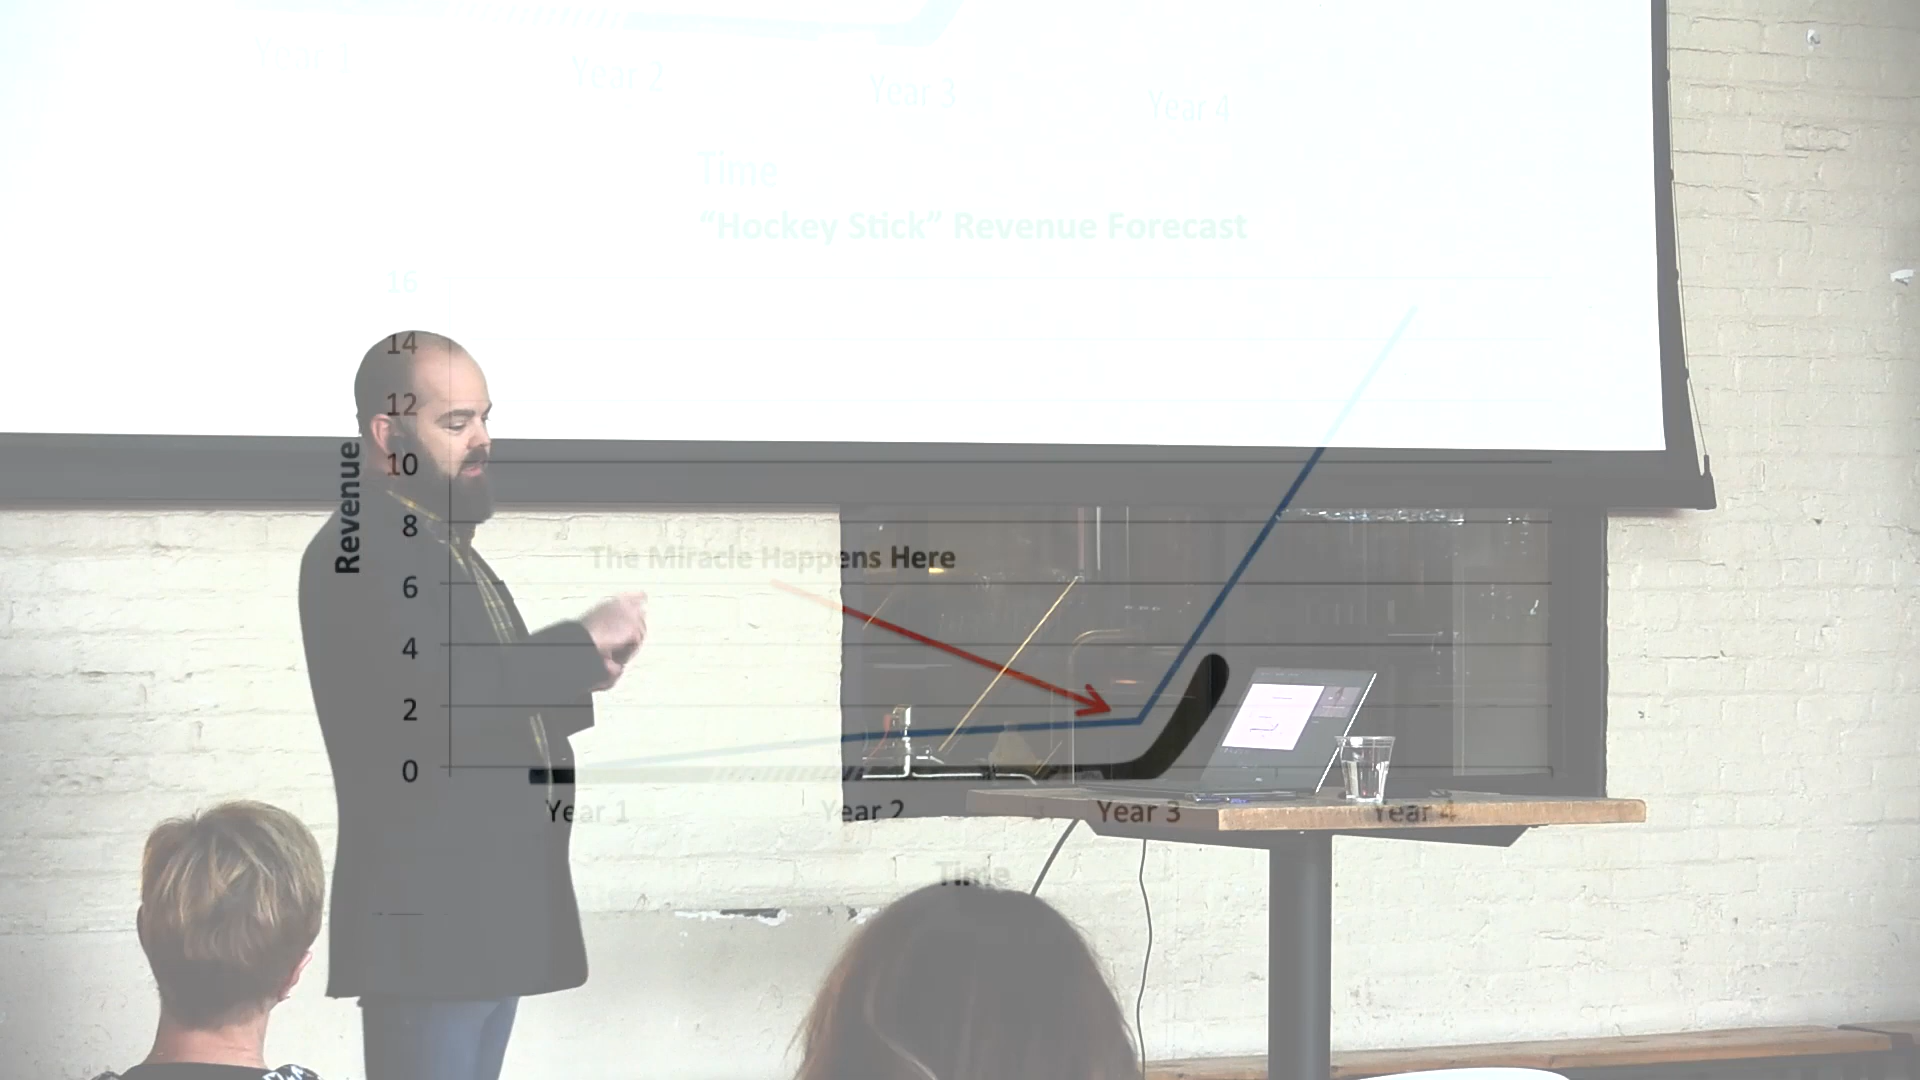 Year 1
Year 2
Year 3
Year 4
Time
“Hockey Stick” Revenue Forecast
16
14
12
10
8
6
4
2
0
Revenue
The Miracle Happens Here
Year 1
Year 2
Year 3
Year 4
Time